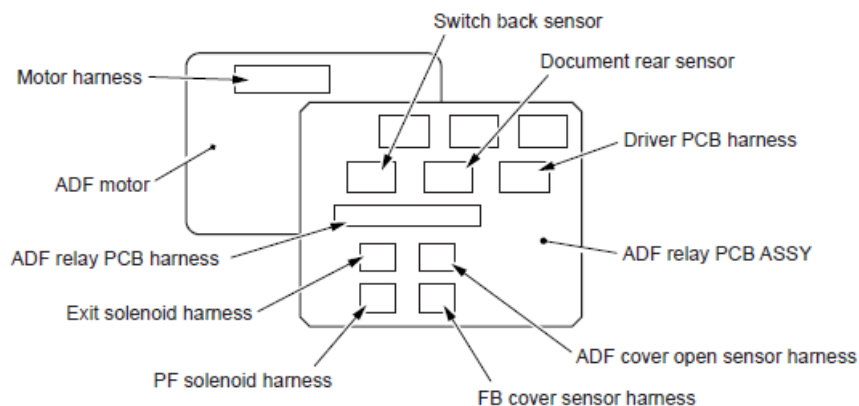 Switch back sensor
Document rear sensor
Motor harness
Driver PCB harness
ADF motor
ADF relay PCB harness
ADF relay PCB ASSY
Exit solenoid harness
ADF cover open sensor harness
PF solenoid harness
FB cover sensor harness